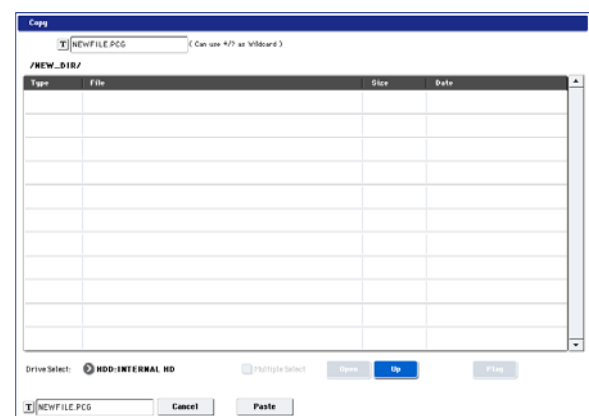 Copy
T NEWFILE.PCG ( Can use */? as Wildcard )
/NEW_DIR/
Type File Size Date
Drive Select: HDD:INTERNAL HD Multiple Select Open Up Play
T NEWFILE.PCG Cancel Paste